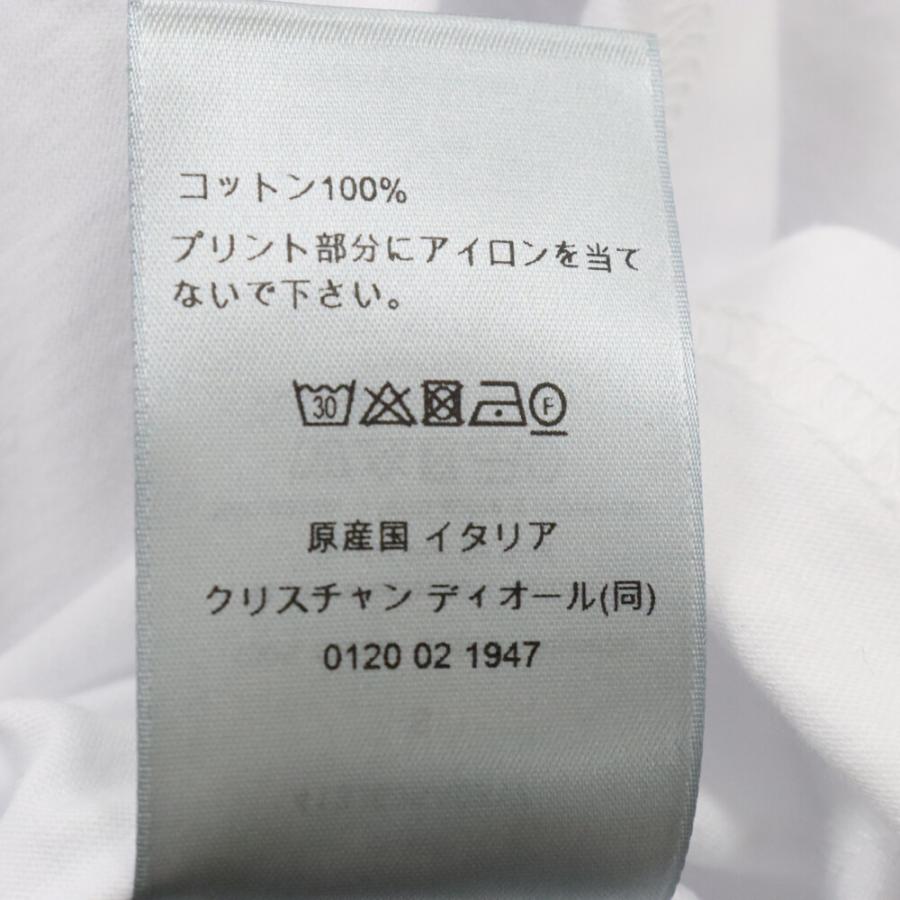 コットン100%
プリント部分にアイロンを当て
ないで下さい。
30 F
原産国 イタリア
クリスチャン ディオール(同)
0120 02 1947